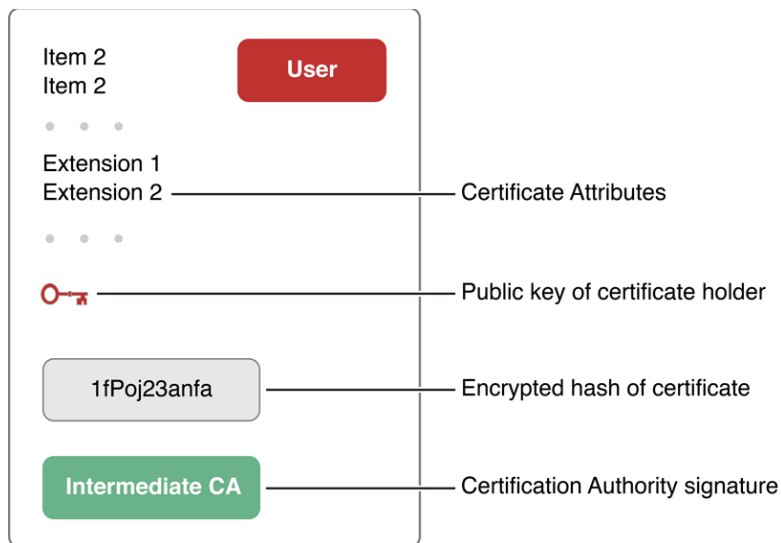 Item 2
Item 2
User
Extension 1
Extension 2
Certificate Attributes
Public key of certificate holder
1fPoj23anfa
Encrypted hash of certificate
Intermediate CA
Certification Authority signature